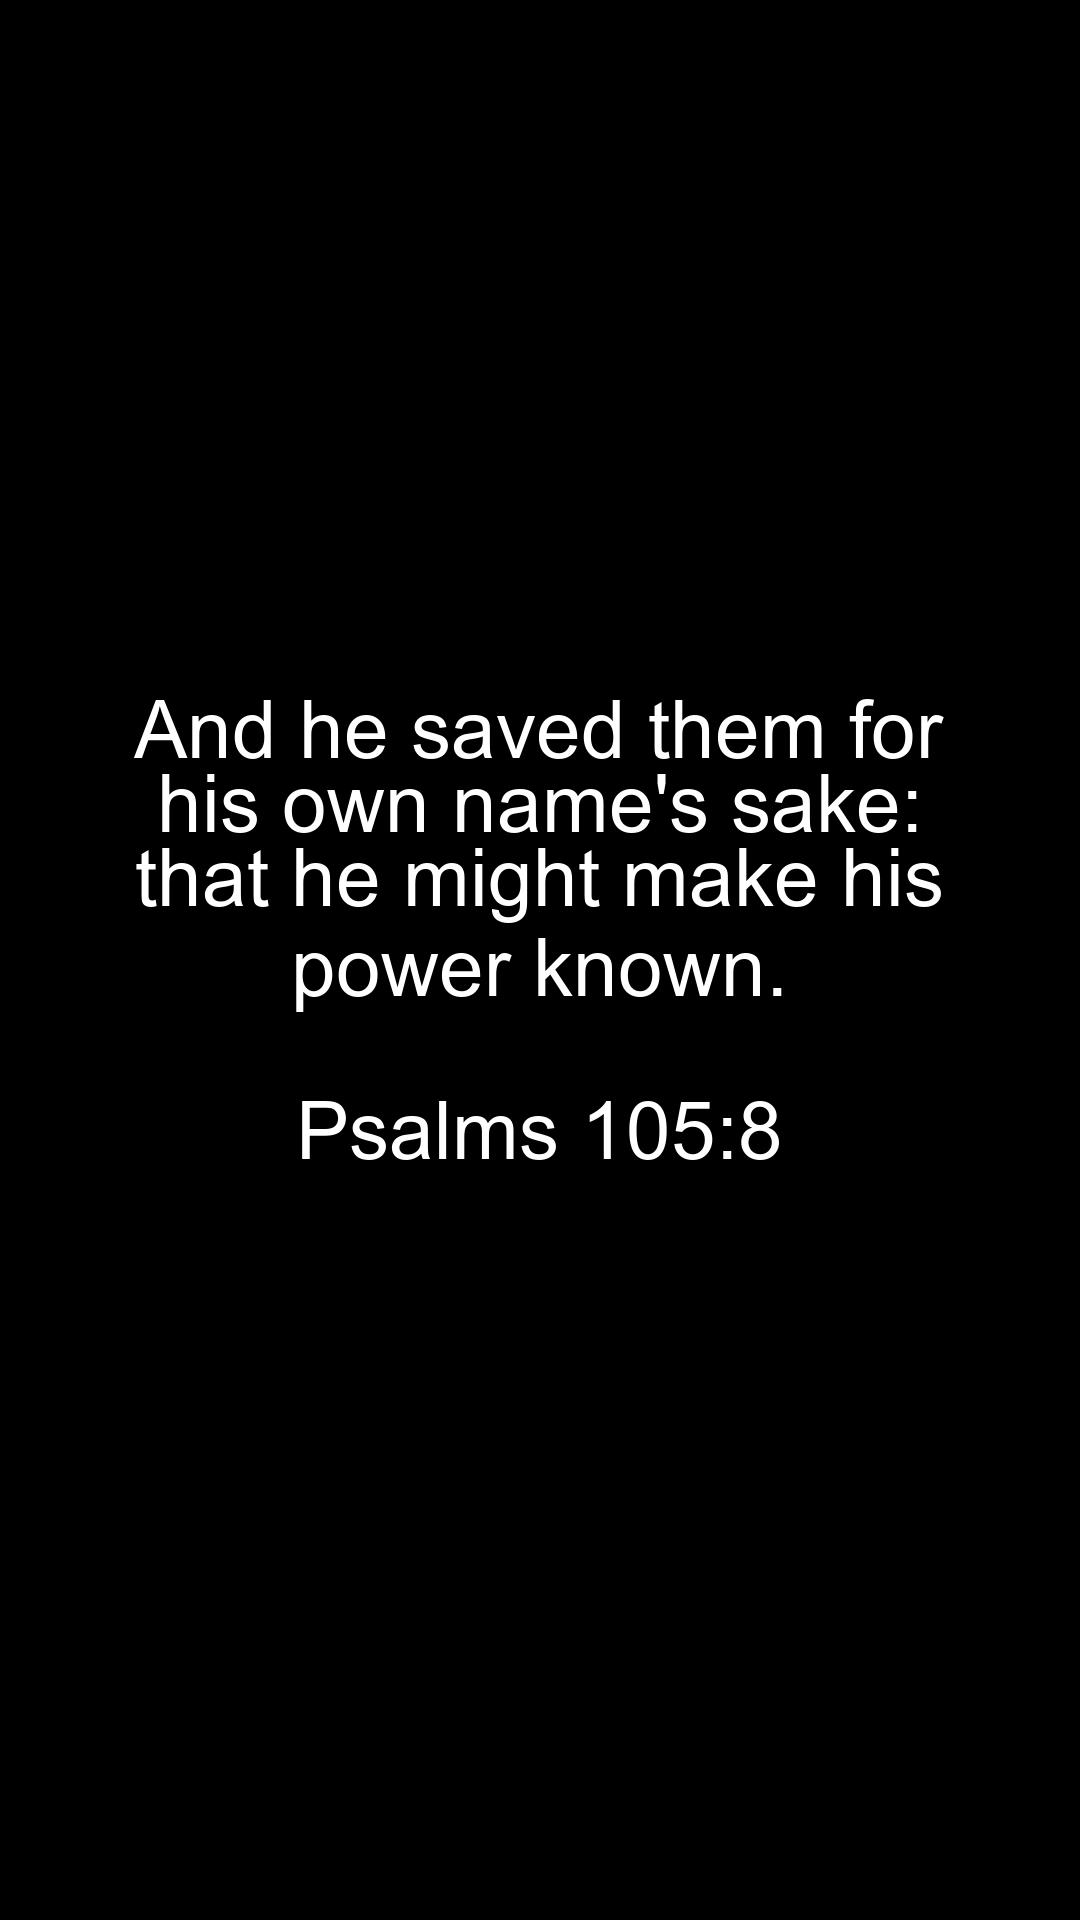 And he saved them for
his own name's sake:
that he might make his
power known.
Psalms 105:8